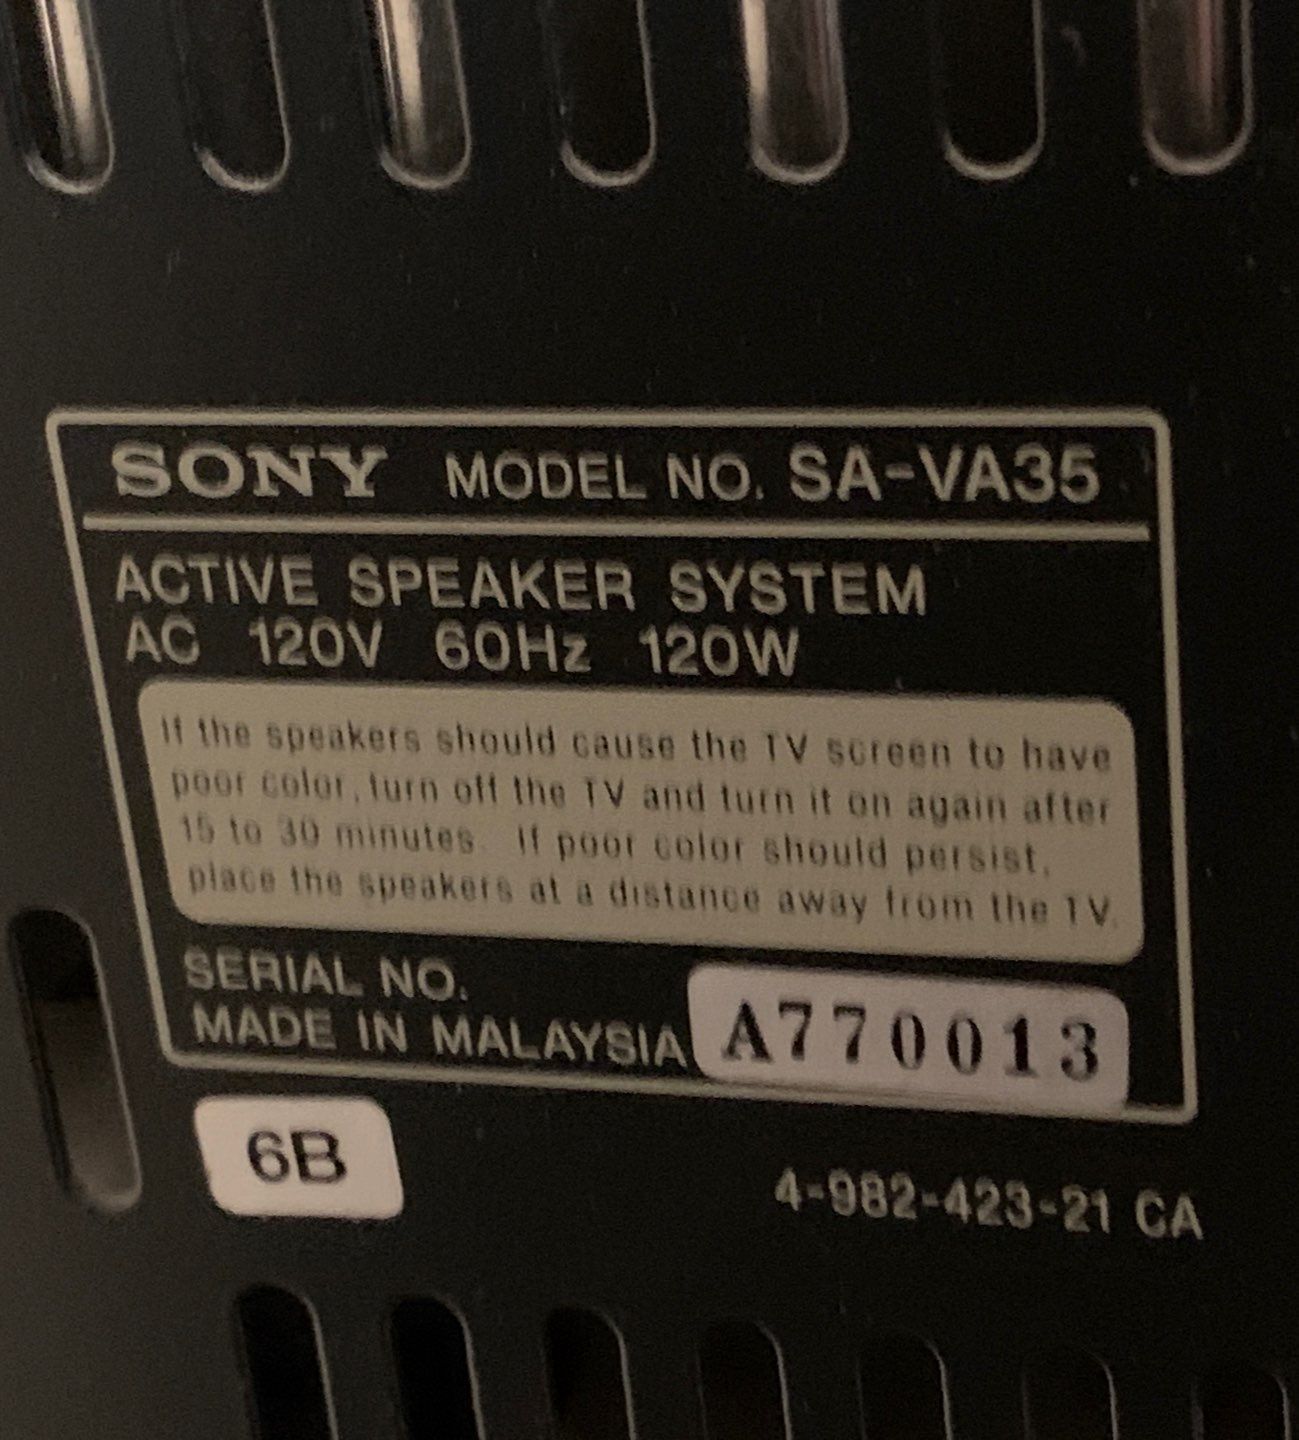 SONY MODEL NO. SA-VA35
ACTIVE SPEAKER SYSTEM
AC 120V 60Hz 120W
If the speakers should cause the TV screen to have
poor color, turn off the TV and turn it on again after
15 to 30 minutes. If poor color should persist,
place the speakers at a distance away from the TV.
SERIAL NO.
MADE IN MALAYSIA A770013
6B
4-982-423-21 CA